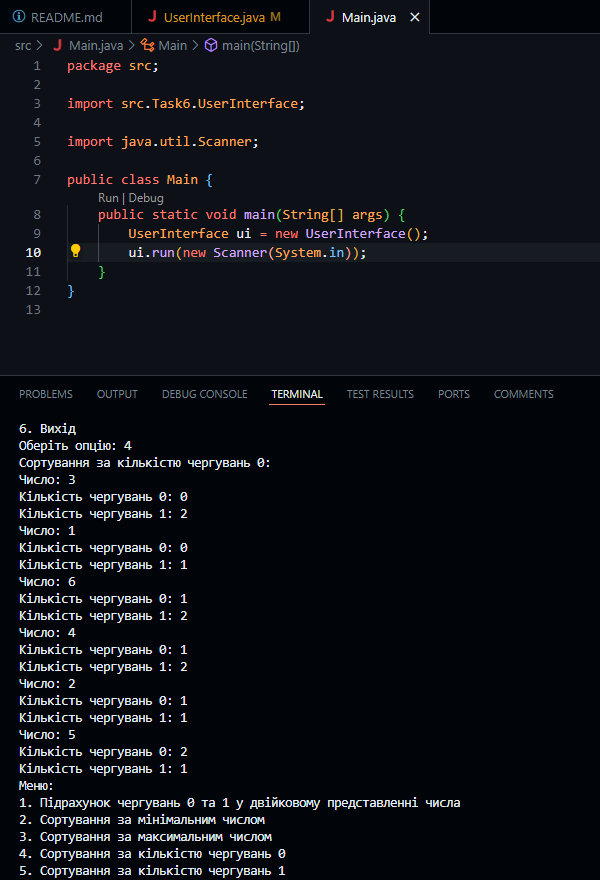 README.md UserInterface.java M Main.java
src > Main.java > Main > main(String[])
1 package src;
2
3 import src.Task6.UserInterface;
4
5 import java.util.Scanner;
6
7 public class Main {
Run | Debug
8 public static void main(String[] args) {
9 UserInterface ui = new UserInterface();
10 ui.run(new Scanner(System.in));
11 }
12 }
13
PROBLEMS OUTPUT DEBUG CONSOLE TERMINAL TEST RESULTS PORTS COMMENTS
6. Вихід
Оберіть опцію: 4
Сортування за кількістю чергувань 0:
Число: 3
Кількість чергувань 0: 0
Кількість чергувань 1: 2
Число: 1
Кількість чергувань 0: 0
Кількість чергувань 1: 1
Число: 6
Кількість чергувань 0: 1
Кількість чергувань 1: 2
Число: 4
Кількість чергувань 0: 1
Кількість чергувань 1: 2
Число: 2
Кількість чергувань 0: 1
Кількість чергувань 1: 1
Число: 5
Кількість чергувань 0: 2
Кількість чергувань 1: 1
Меню:
1. Підрахунок чергувань 0 та 1 у двійковому представленні числа
2. Сортування за мінімальним числом
3. Сортування за максимальним числом
4. Сортування за кількістю чергувань 0
5. Сортування за кількістю чергувань 1